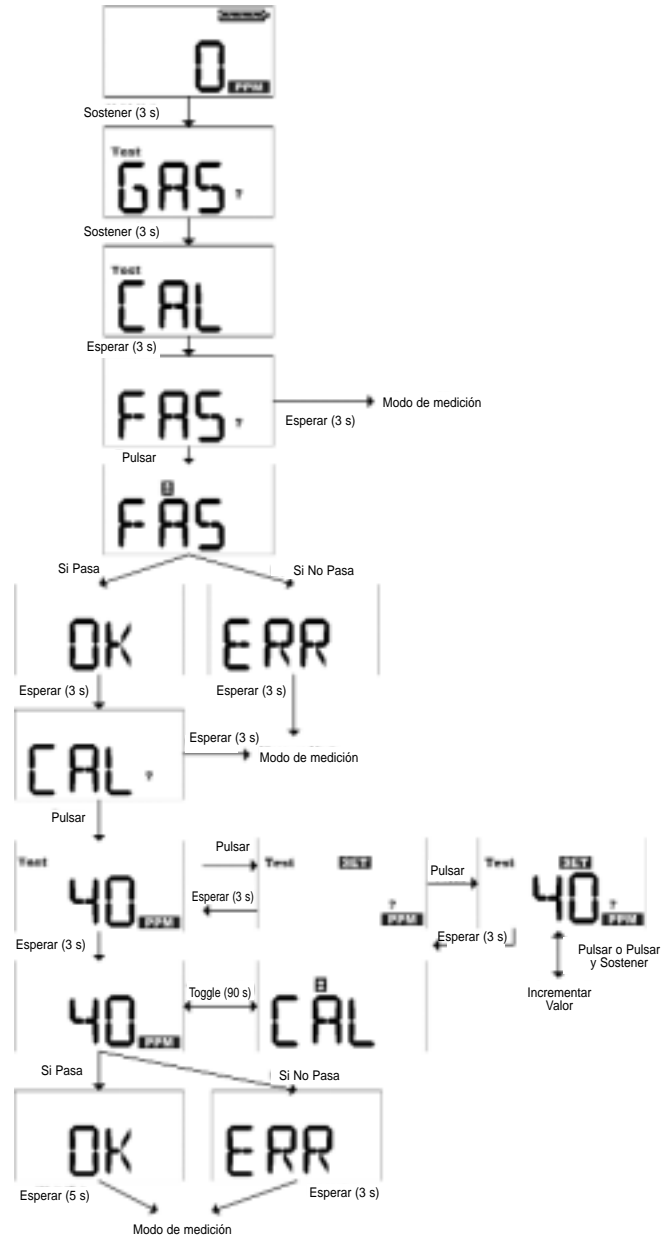 0
PPM
Sostener (3 s)
Test
GAS ?
Sostener (3 s)
Test
CAL
Esperar (3 s)
FAS ?
Esperar (3 s)
Modo de medición
Pulsar
FAS
Si Pasa
Si No Pasa
OK
ERR
Esperar (3 s)
Esperar (3 s)
CAL ?
Esperar (3 s)
Modo de medición
Pulsar
Test
40 PPM
Pulsar
Esperar (3 s)
Test SET
?
PPM
Pulsar
Esperar (3 s)
Test SET
40 ?
PPM
Pulsar o Pulsar
y Sostener
Incrementar
Valor
Esperar (3 s)
40 PPM
Toggle (90 s)
CAL
Si Pasa
Si No Pasa
OK
ERR
Esperar (5 s)
Esperar (3 s)
Modo de medición